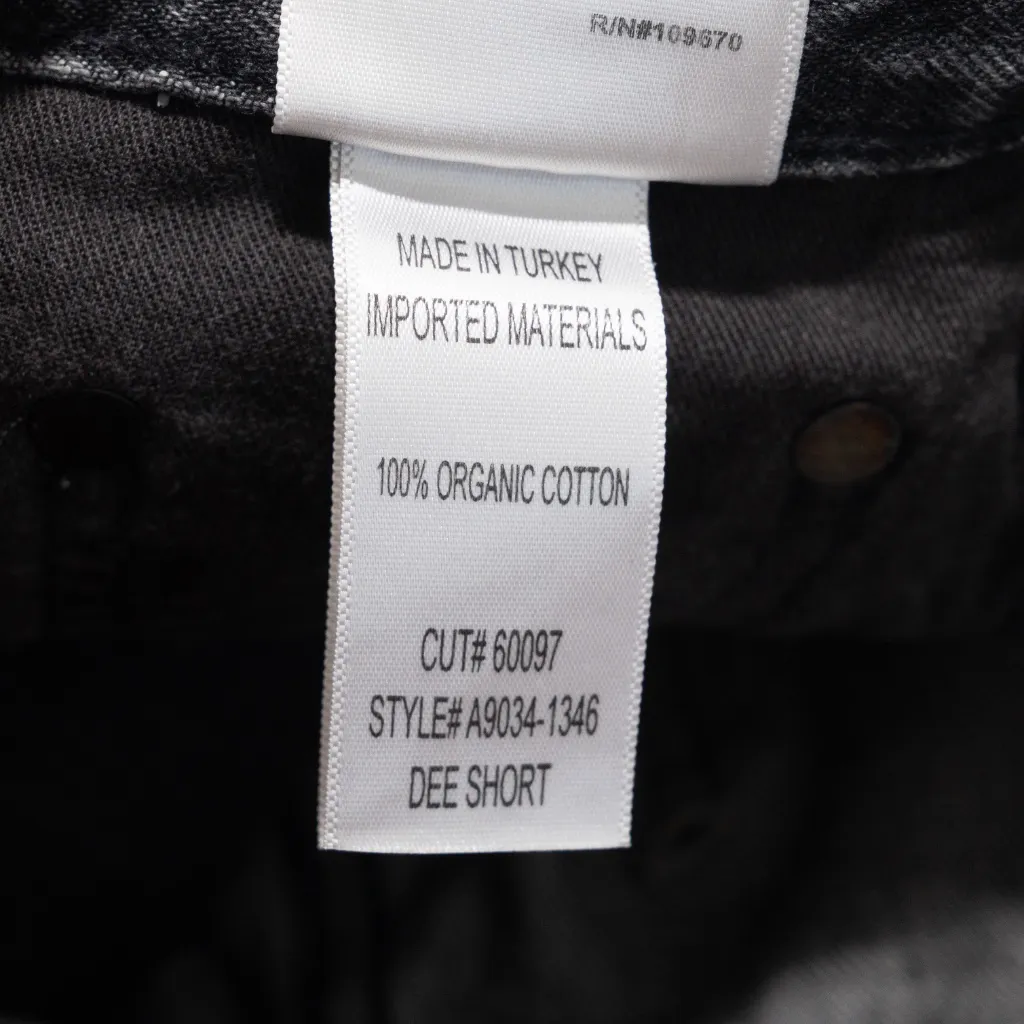 R/N#109670
MADE IN TURKEY
IMPORTED MATERIALS
100% ORGANIC COTTON
CUT# 60097
STYLE# A9034-1346
DEE SHORT